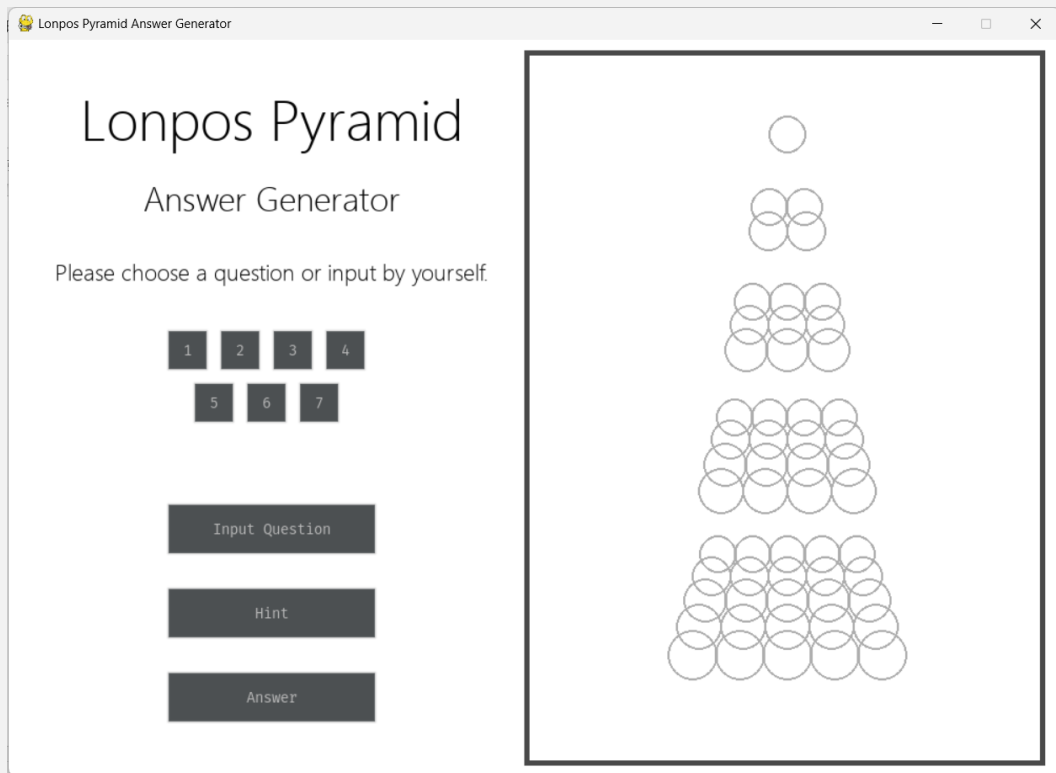 Lonpos Pyramid Answer Generator
Lonpos Pyramid
Answer Generator
Please choose a question or input by yourself.
1 2 3 4
5 6 7
Input Question
Hint
Answer